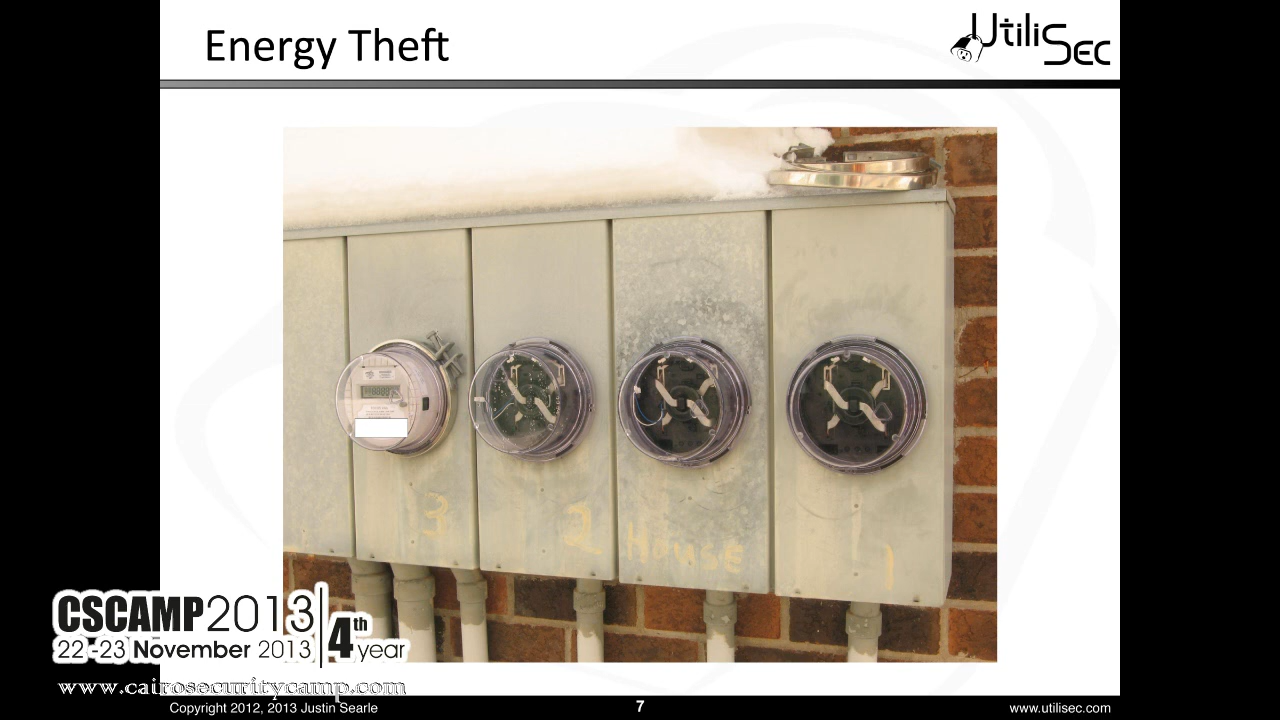 Energy Theft
UtiliSec
3
2
House
1
CSCAMP2013
22-23 November 2013
4th
year
www.cairosecuritycamp.com
Copyright 2012, 2013 Justin Searle
7
www.utilisec.com